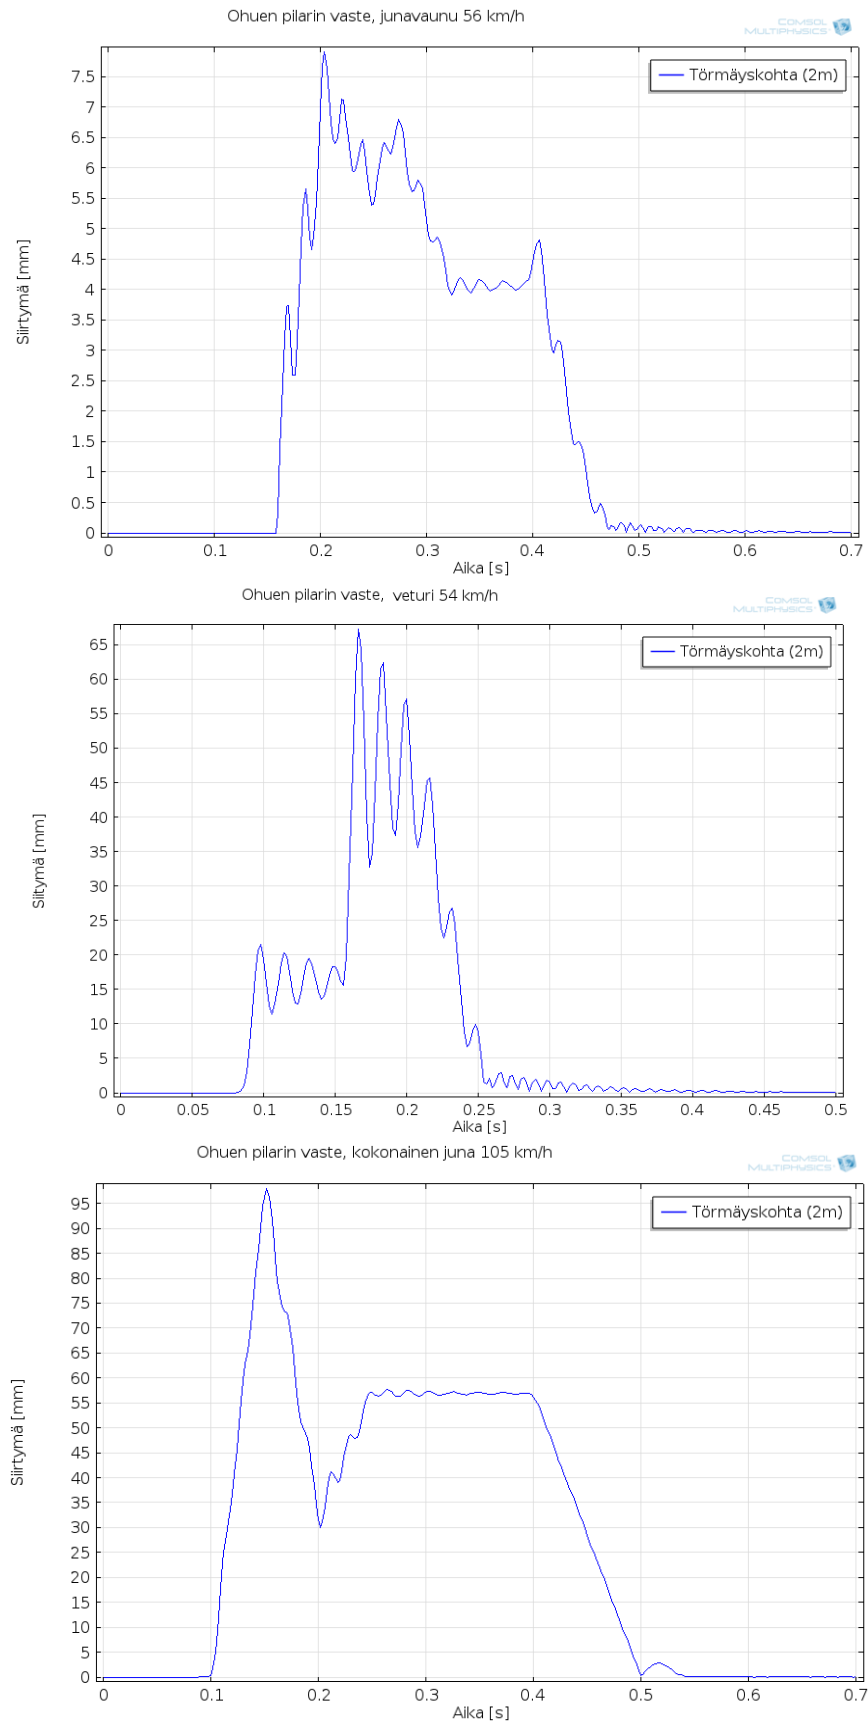 Ohuen pilarin vaste, junavaunu 56 km/h
COMSOL
MULTIPHYSICS
Törmäyskohta (2m)
Siirtymä [mm]
7.5
7
6.5
6
5.5
5
4.5
4
3.5
3
2.5
2
1.5
1
0.5
0
0 0.1 0.2 0.3 0.4 0.5 0.6 0.7
Aika [s]
Ohuen pilarin vaste, veturi 54 km/h
COMSOL
MULTIPHYSICS
Törmäyskohta (2m)
Siitymä [mm]
65
60
55
50
45
40
35
30
25
20
15
10
5
0
0 0.05 0.1 0.15 0.2 0.25 0.3 0.35 0.4 0.45 0.5
Aika [s]
Ohuen pilarin vaste, kokonainen juna 105 km/h
COMSOL
MULTIPHYSICS
Törmäyskohta (2m)
Siirtymä [mm]
95
90
85
80
75
70
65
60
55
50
45
40
35
30
25
20
15
10
5
0
0 0.1 0.2 0.3 0.4 0.5 0.6 0.7
Aika [s]